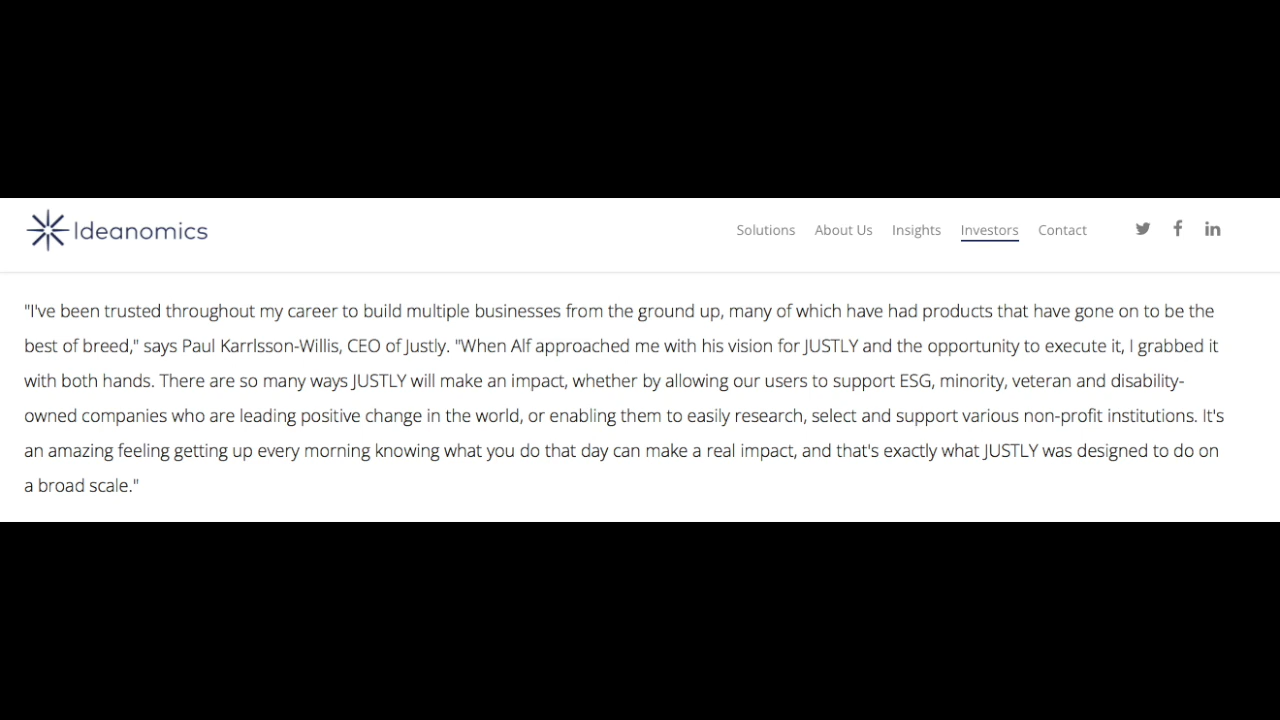 Ideanomics
Solutions About Us Insights Investors Contact
"I've been trusted throughout my career to build multiple businesses from the ground up, many of which have had products that have gone on to be the
best of breed," says Paul Karrlsson-Willis, CEO of Justly. "When Alf approached me with his vision for JUSTLY and the opportunity to execute it, I grabbed it
with both hands. There are so many ways JUSTLY will make an impact, whether by allowing our users to support ESG, minority, veteran and disability-
owned companies who are leading positive change in the world, or enabling them to easily research, select and support various non-profit institutions. It's
an amazing feeling getting up every morning knowing what you do that day can make a real impact, and that's exactly what JUSTLY was designed to do on
a broad scale."